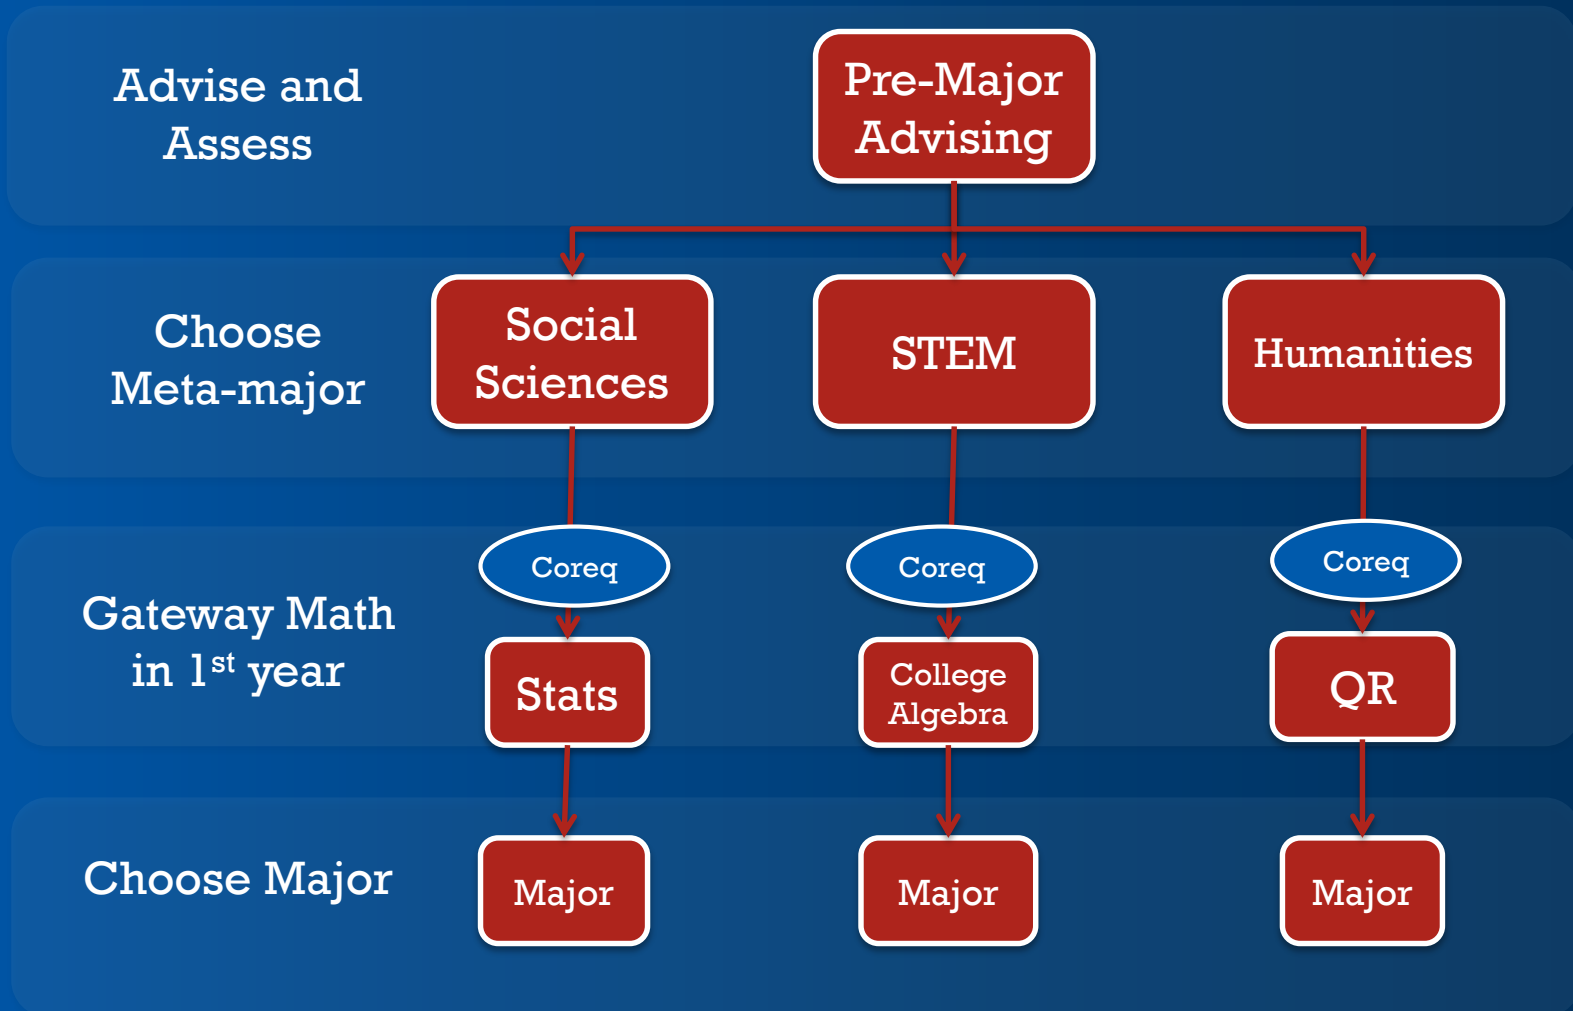 Advise and
Assess
Pre-Major
Advising
Choose
Meta-major
Social
Sciences
STEM
Humanities
Gateway Math
in 1st year
Coreq
Coreq
Coreq
Stats
College
Algebra
QR
Choose Major
Major
Major
Major